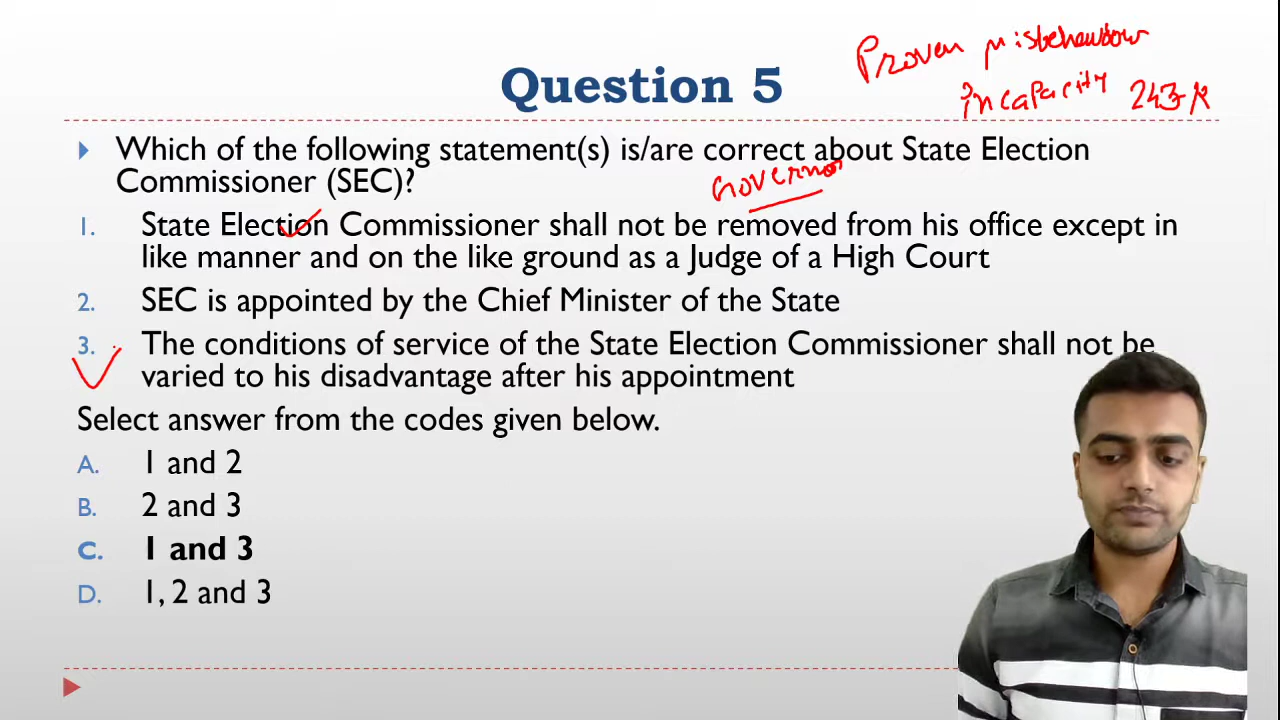 Proven misbehaviour
Question 5
incapacity 243-K
Which of the following statement(s) is/are correct about State Election
Commissioner (SEC)?
Governor
1. State Election Commissioner shall not be removed from his office except in
like manner and on the like ground as a Judge of a High Court
2. SEC is appointed by the Chief Minister of the State
3. The conditions of service of the State Election Commissioner shall not be
varied to his disadvantage after his appointment
Select answer from the codes given below.
A. 1 and 2
B. 2 and 3
C. 1 and 3
D. 1, 2 and 3